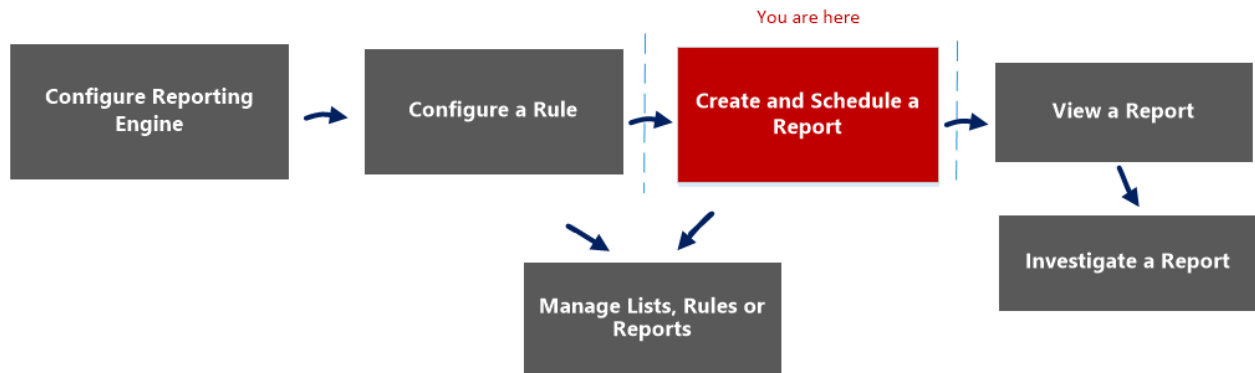 You are here
Configure Reporting
Engine
Configure a Rule
Create and Schedule a
Report
View a Report
Manage Lists, Rules or
Reports
Investigate a Report